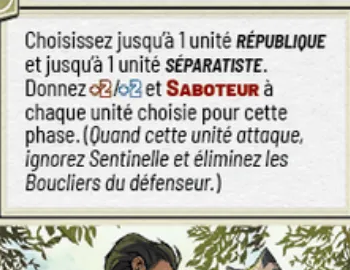 Choisissez jusqu'à 1 unité RÉPUBLIQUE
et jusqu'à 1 unité SÉPARATISTE.
Donnez +2/+2 et SABOTEUR à
chaque unité choisie pour cette
phase. (Quand cette unité attaque,
ignorez Sentinelle et éliminez les
Boucliers du défenseur.)